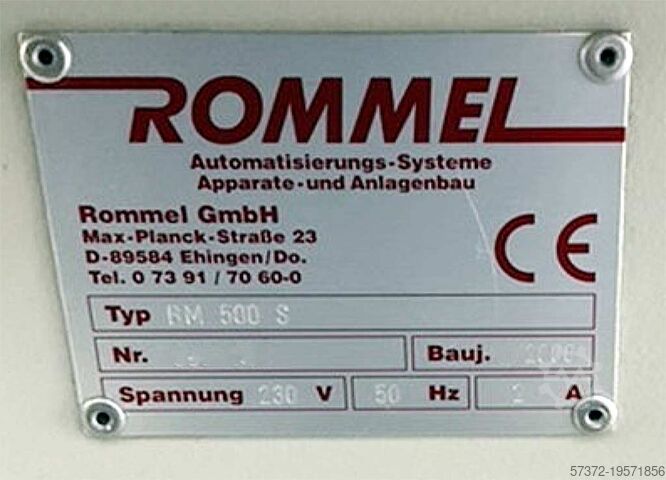 ROMMEL
Automatisierungs-Systeme
Apparate-und Anlagenbau
Rommel GmbH
Max-Planck-Straße 23
D-89584 Ehingen/Do.
Tel. 0 73 91 / 70 60-0
CE
Typ 500 S
Nr. Bauj.
Spannung 230 V 50 Hz 2 A
57372-19571856